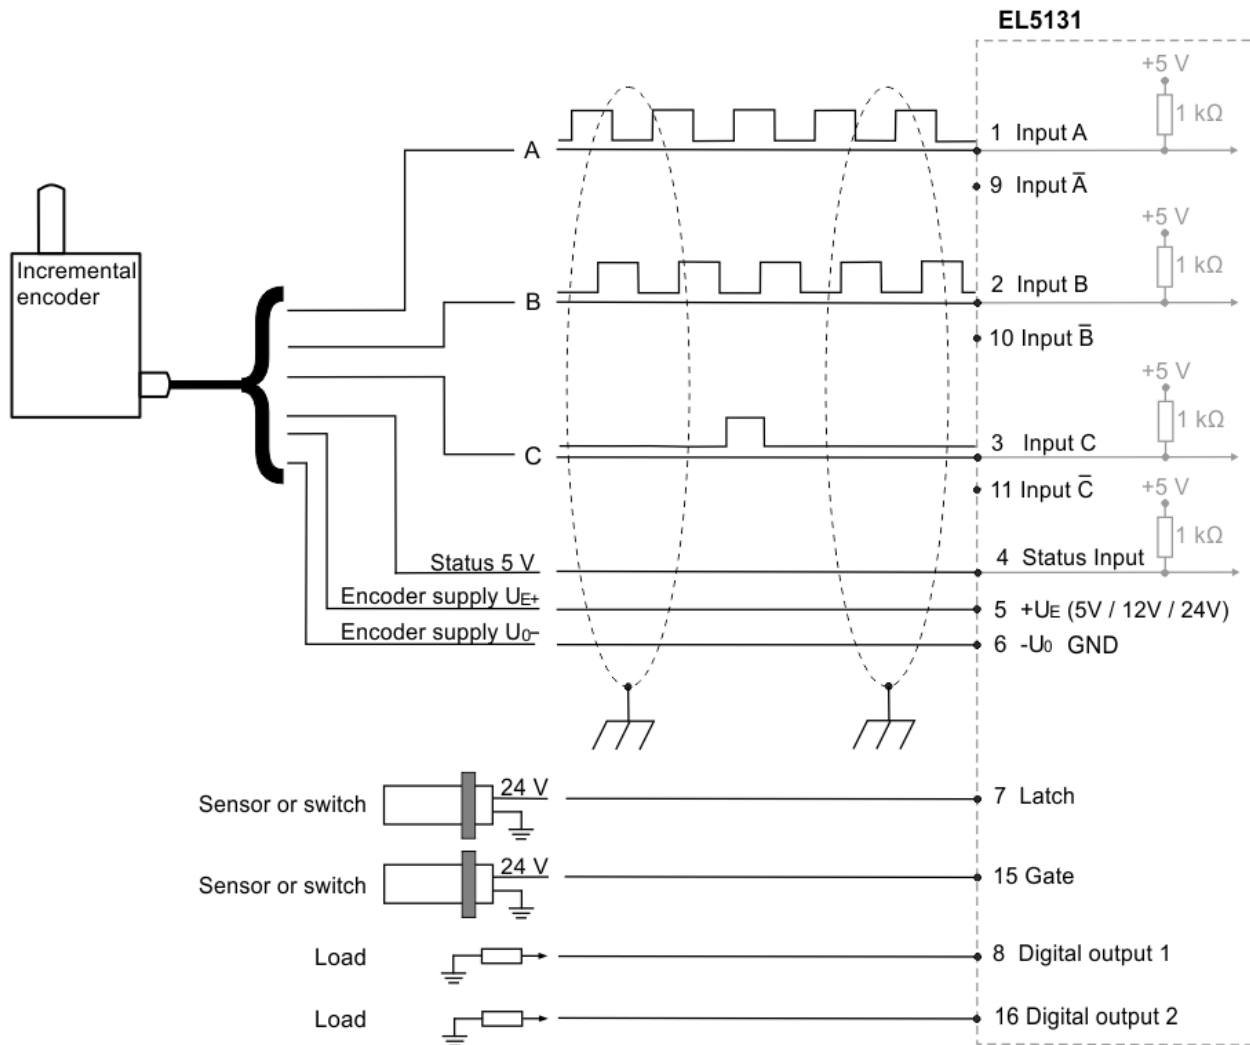 EL5131
+5 V
1 kΩ
1 Input A
A
9 Input A̅
Incremental
encoder
+5 V
1 kΩ
2 Input B
B
10 Input B̅
+5 V
1 kΩ
3 Input C
C
11 Input C̅
+5 V
1 kΩ
Status 5 V
4 Status Input
Encoder supply UE+
5 +UE (5V / 12V / 24V)
Encoder supply U0-
6 -U0 GND
24 V
Sensor or switch
7 Latch
24 V
Sensor or switch
15 Gate
Load
8 Digital output 1
Load
16 Digital output 2